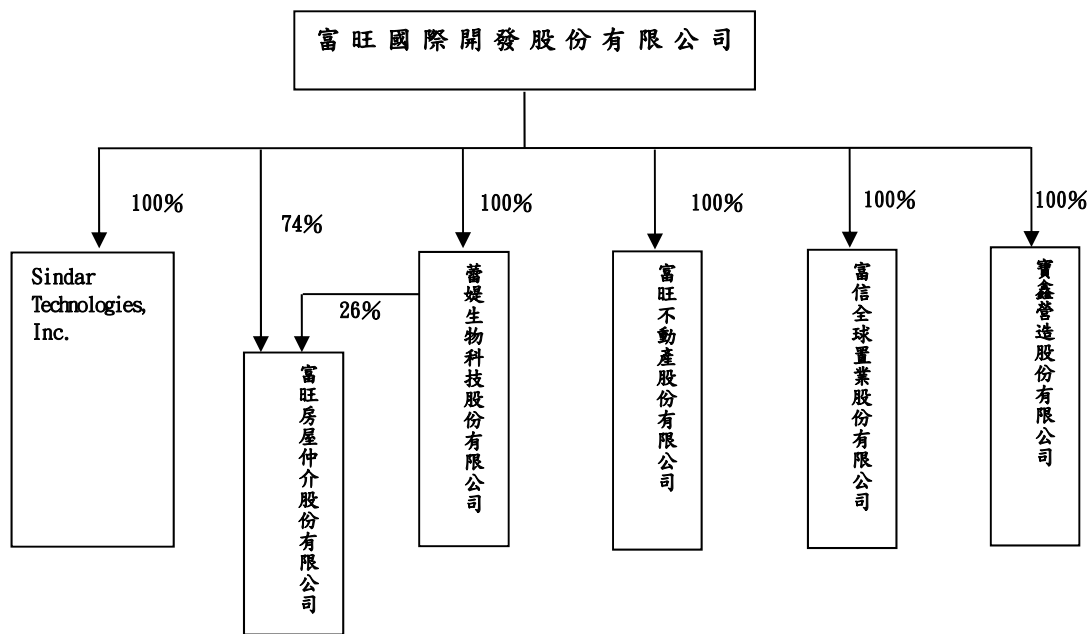 富旺國際開發股份有限公司
100%
74%
100%
100%
100%
100%
26%
Sindar
Technologies,
Inc.
富旺房屋仲介股份有限公司
蕾媞生物科技股份有限公司
富旺不動產股份有限公司
富信全球置業股份有限公司
寶鑫營造股份有限公司